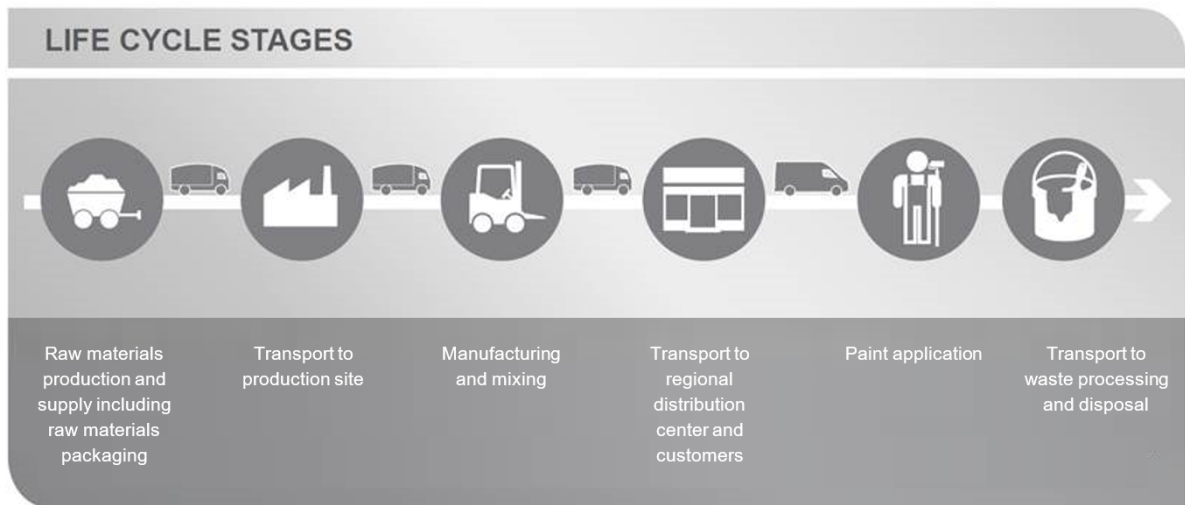 LIFE CYCLE STAGES
Raw materials
production and
supply including
raw materials
packaging
Transport to
production site
Manufacturing
and mixing
Transport to
regional
distribution
center and
customers
Paint application
Transport to
waste processing
and disposal